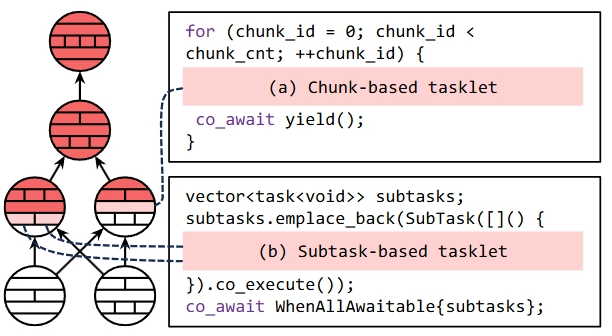 for (chunk_id = 0; chunk_id <
chunk_cnt; ++chunk_id) {
(a) Chunk-based tasklet
co_await yield();
}
vector<task<void>> subtasks;
subtasks.emplace_back(SubTask([]() {
(b) Subtask-based tasklet
}).co_execute());
co_await WhenAllAwaitable{subtasks};